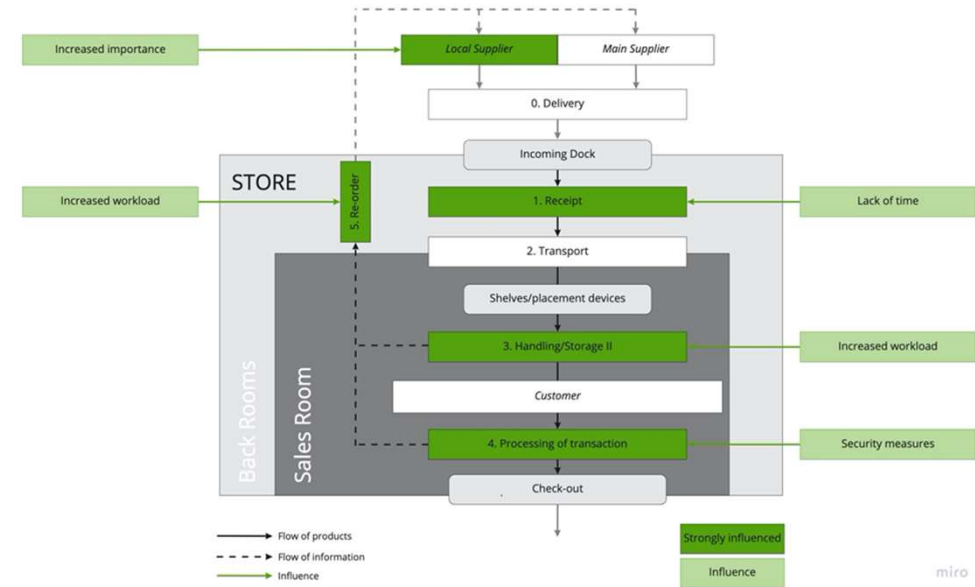 Increased importance
Local Supplier
Main Supplier
0. Delivery
Incoming Dock
STORE
5. Re-order
Increased workload
1. Receipt
Lack of time
2. Transport
Shelves/placement devices
3. Handling/Storage II
Increased workload
Customer
Back Rooms
Sales Room
4. Processing of transaction
Security measures
Check-out
Flow of products
Flow of information
Influence
Strongly influenced
Influence
miro